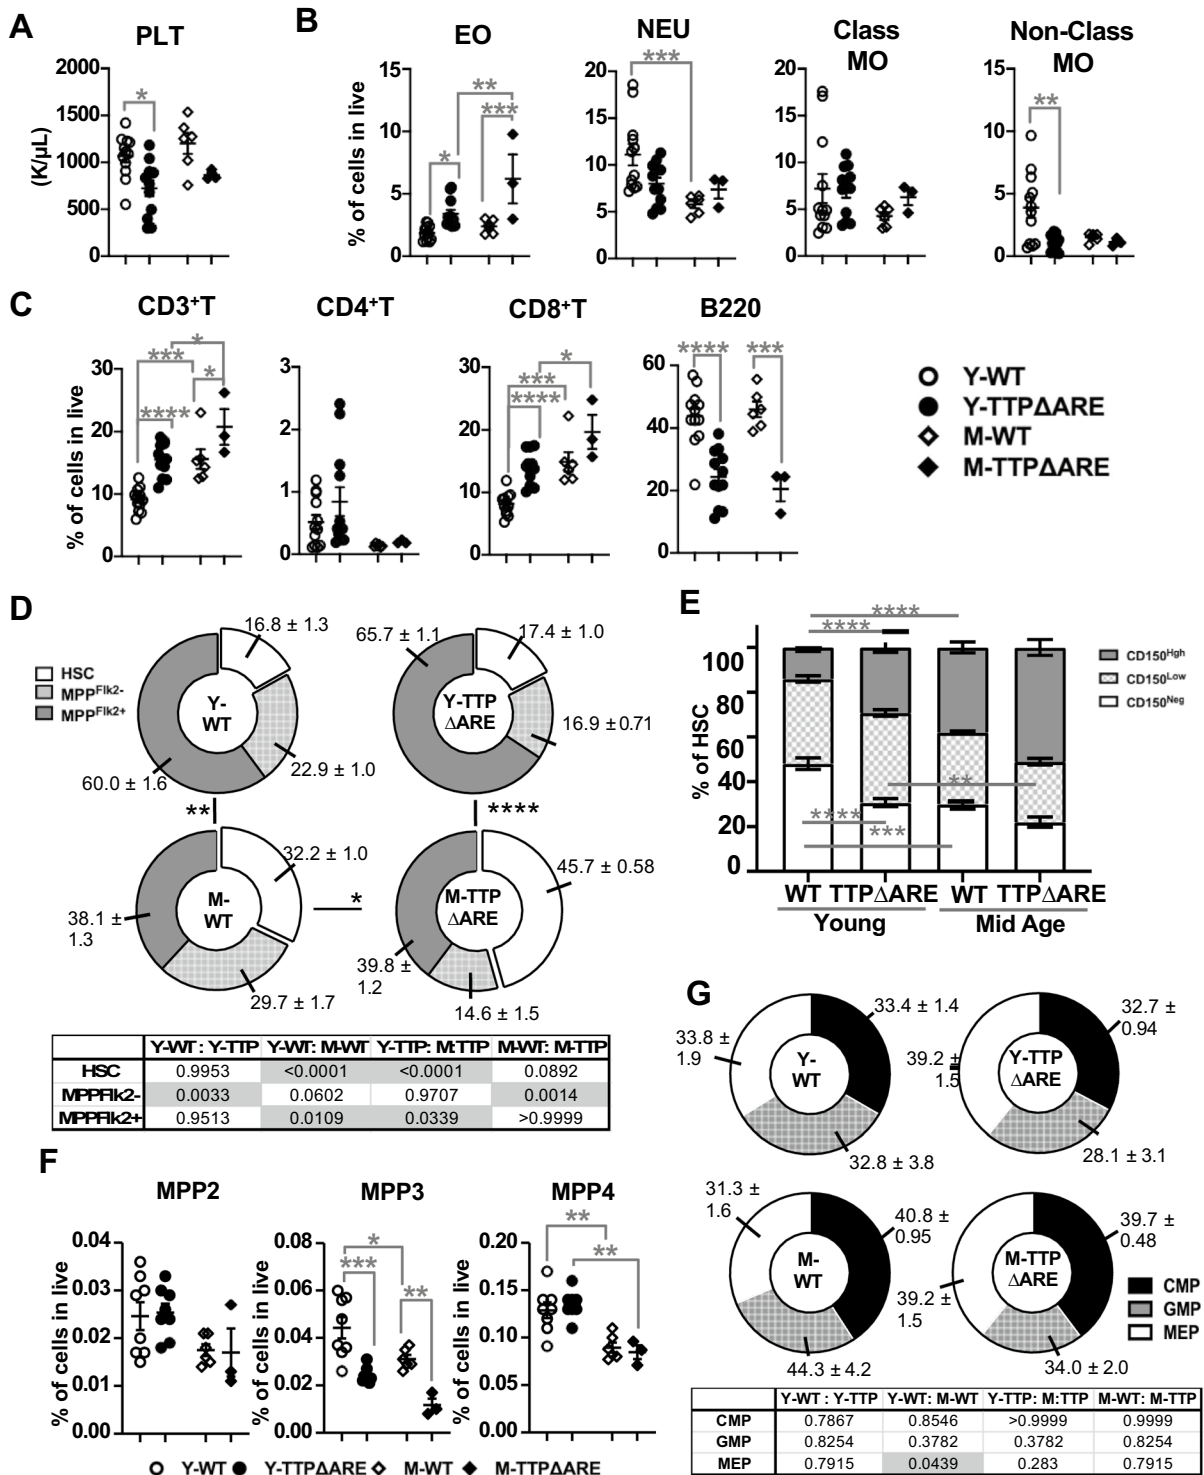 A
PLT
(K/µL)
2000
1500
1000
500
0
*
B
EO
% of cells in live
15
10
5
0
*
**
***
NEU
20
15
10
5
0
***
Class
MO
20
15
10
5
0
Non-Class
MO
15
10
5
0
**
C
CD3⁺T
% of cells in live
30
20
10
0
*
***
*
****
CD4⁺T
3
2
1
0
CD8⁺T
30
20
10
0
*
***
****
B220
60
40
20
0
****
***
Y-WT
Y-TTPΔARE
M-WT
M-TTPΔARE
D
HSC
MPPFlk2-
MPPFlk2+
16.8 ± 1.3
Y-
WT
22.9 ± 1.0
60.0 ± 1.6
65.7 ± 1.1
17.4 ± 1.0
Y-TTP
ΔARE
16.9 ±0.71
**
****
32.2 ± 1.0
M-
WT
38.1 ±
1.3
29.7 ± 1.7
*
45.7 ± 0.58
M-TTP
ΔARE
39.8 ±
1.2
14.6 ± 1.5
Y-WT : Y-TTP Y-WT: M-WT Y-TTP: M:TTP M-WT: M-TTP
HSC 0.9953 <0.0001 <0.0001 0.0892
MPPFlk2- 0.0033 0.0602 0.9707 0.0014
MPPFlk2+ 0.9513 0.0109 0.0339 >0.9999
E
% of HSC
100
80
60
40
20
0
****
****
**
****
***
WT TTPΔARE WT TTPΔARE
Young Mid Age
CD150Hgh
CD150Low
CD150Neg
F
MPP2
% of cells in live
0.04
0.03
0.02
0.01
0.00
MPP3
% of cells in live
0.08
0.06
0.04
0.02
0.00
*
***
**
MPP4
% of cells in live
0.20
0.15
0.10
0.05
0.00
**
**
Y-WT Y-TTPΔARE M-WT M-TTPΔARE
G
33.4 ± 1.4
33.8 ±
1.9
Y-
WT
32.8 ± 3.8
32.7 ±
0.94
39.2 ±
1.5
Y-TTP
ΔARE
28.1 ± 3.1
31.3 ±
1.6
40.8 ±
0.95
M-
WT
44.3 ± 4.2
39.7 ±
0.48
M-TTP
ΔARE
39.2 ±
1.5
34.0 ± 2.0
CMP
GMP
MEP
Y-WT : Y-TTP Y-WT: M-WT Y-TTP: M:TTP M-WT: M-TTP
CMP 0.7867 0.8546 >0.9999 0.9999
GMP 0.8254 0.3782 0.3782 0.8254
MEP 0.7915 0.0439 0.283 0.7915